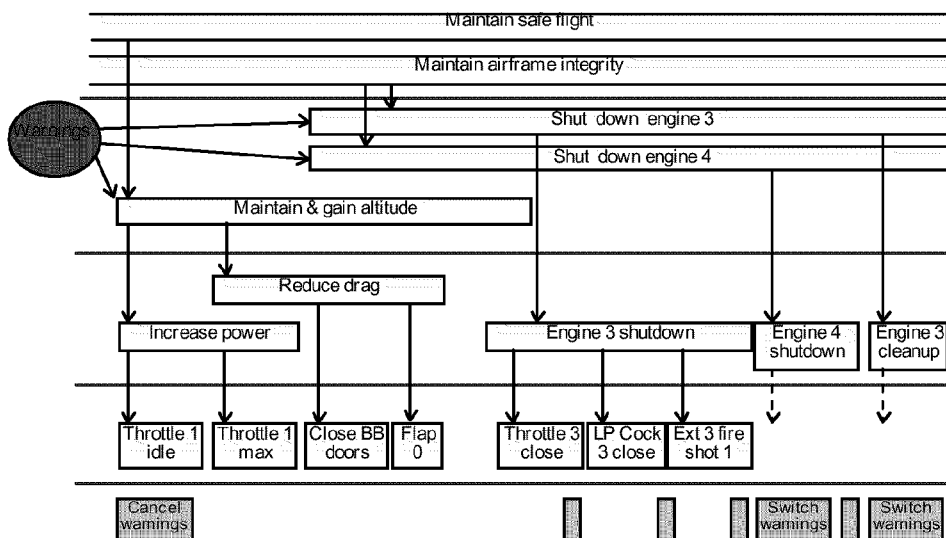 Maintain safe flight
Maintain airframe integrity
Warnings
Shut down engine 3
Shut down engine 4
Maintain & gain altitude
Reduce drag
Increase power
Engine 3 shutdown
Engine 4
shutdown
Engine 3
cleanup
Throttle 1
idle
Throttle 1
max
Close BB
doors
Flap
0
Throttle 3
close
LP Cock
3 close
Ext 3 fire
shot 1
Cancel
warnings
Switch
warnings
Switch
warnings